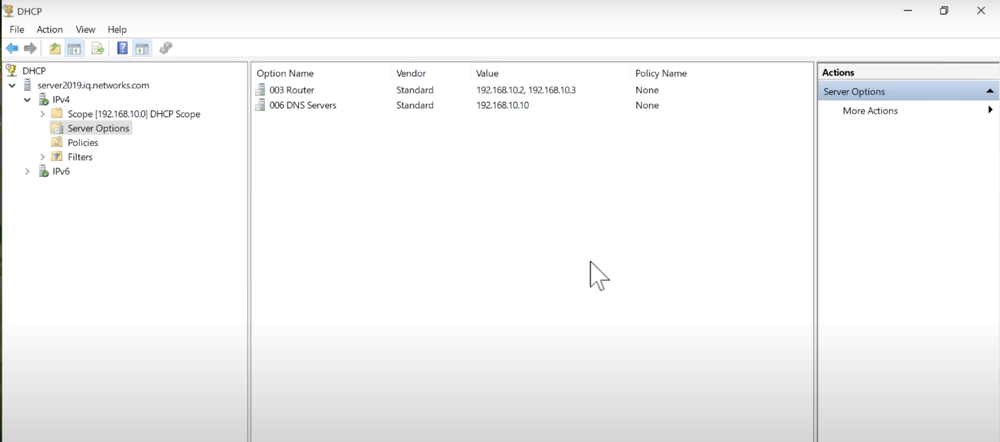 DHCP
File Action View Help
DHCP
server2019.iq.networks.com
IPv4
Scope [192.168.10.0] DHCP Scope
Server Options
Policies
Filters
IPv6
Option Name Vendor Value Policy Name
003 Router Standard 192.168.10.2, 192.168.10.3 None
006 DNS Servers Standard 192.168.10.10 None
Actions
Server Options
More Actions